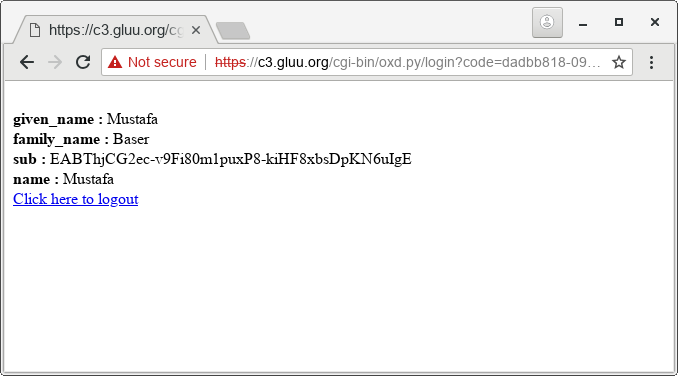 https://c3.gluu.org/cg
Not secure https://c3.gluu.org/cgi-bin/oxd.py/login?code=dadbb818-09...
given_name : Mustafa
family_name : Baser
sub : EABThjCG2ec-v9Fi80m1puxP8-kiHF8xbsDpKN6uIgE
name : Mustafa
Click here to logout